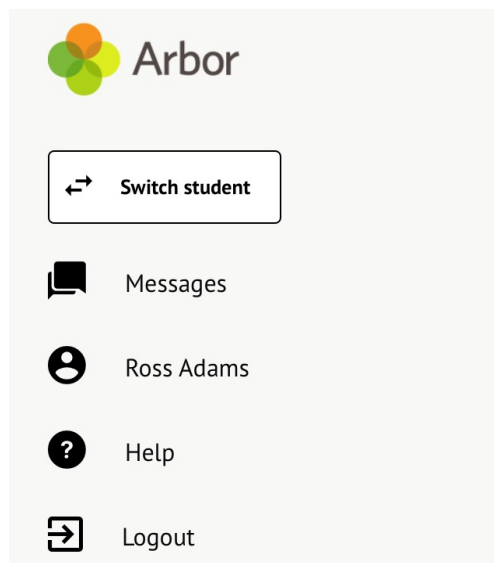 Arbor
Switch student
Messages
Ross Adams
Help
Logout